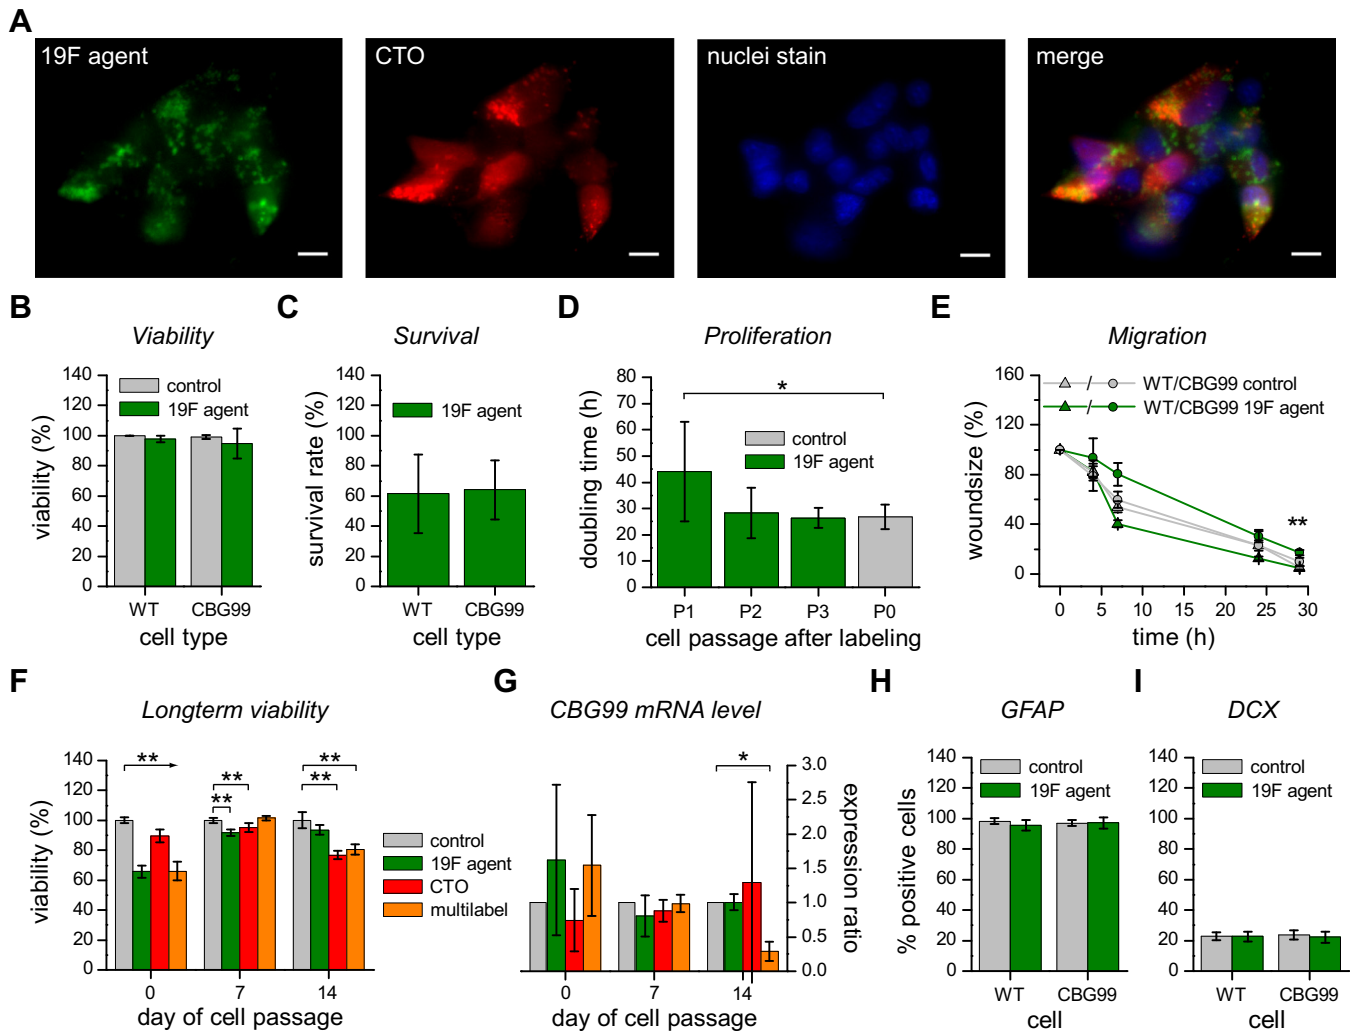 A
19F agent
CTO
nuclei stain
merge
B
Viability
viability (%)
140
120
100
80
60
40
20
0
control
19F agent
WT
CBG99
cell type
C
Survival
survival rate (%)
140
120
100
80
60
40
20
0
19F agent
WT
CBG99
cell type
D
Proliferation
doubling time (h)
80
70
60
50
40
30
20
10
0
*
control
19F agent
P1
P2
P3
P0
cell passage after labeling
E
Migration
woundsize (%)
160
120
80
40
0
/ WT/CBG99 control
/ WT/CBG99 19F agent
**
0
5
10
15
20
25
30
time (h)
F
Longterm viability
viability (%)
140
120
100
80
60
40
20
0
**
**
**
**
**
0
7
14
day of cell passage
control
19F agent
CTO
multilabel
G
CBG99 mRNA level
*
3.0
2.5
2.0
1.5
1.0
0.5
0.0
expression ratio
0
7
14
day of cell passage
H
GFAP
% positive cells
140
120
100
80
60
40
20
0
control
19F agent
WT
CBG99
cell
I
DCX
140
120
100
80
60
40
20
0
control
19F agent
WT
CBG99
cell